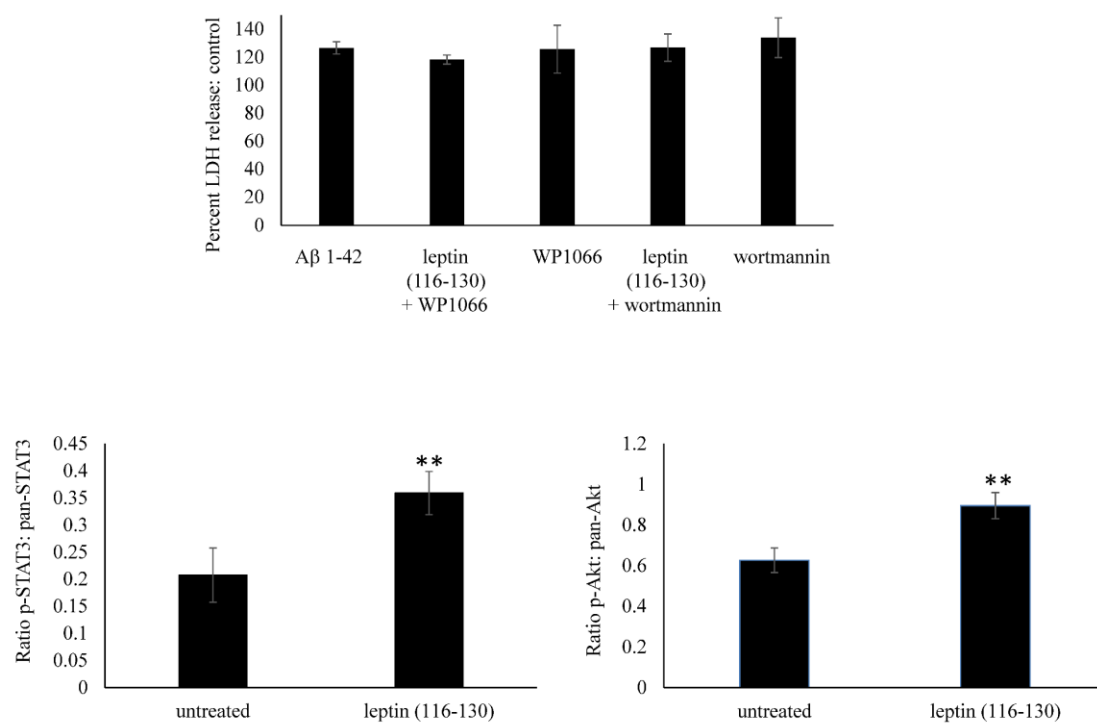 Percent LDH release: control
140
120
100
80
60
40
20
0
Aβ 1-42
leptin
(116-130)
+ WP1066
WP1066
leptin
(116-130)
+ wortmannin
wortmannin
Ratio p-STAT3: pan-STAT3
0.45
0.4
0.35
0.3
0.25
0.2
0.15
0.1
0.05
0
**
untreated
leptin (116-130)
Ratio p-Akt: pan-Akt
1.2
1
0.8
0.6
0.4
0.2
0
**
untreated
leptin (116-130)